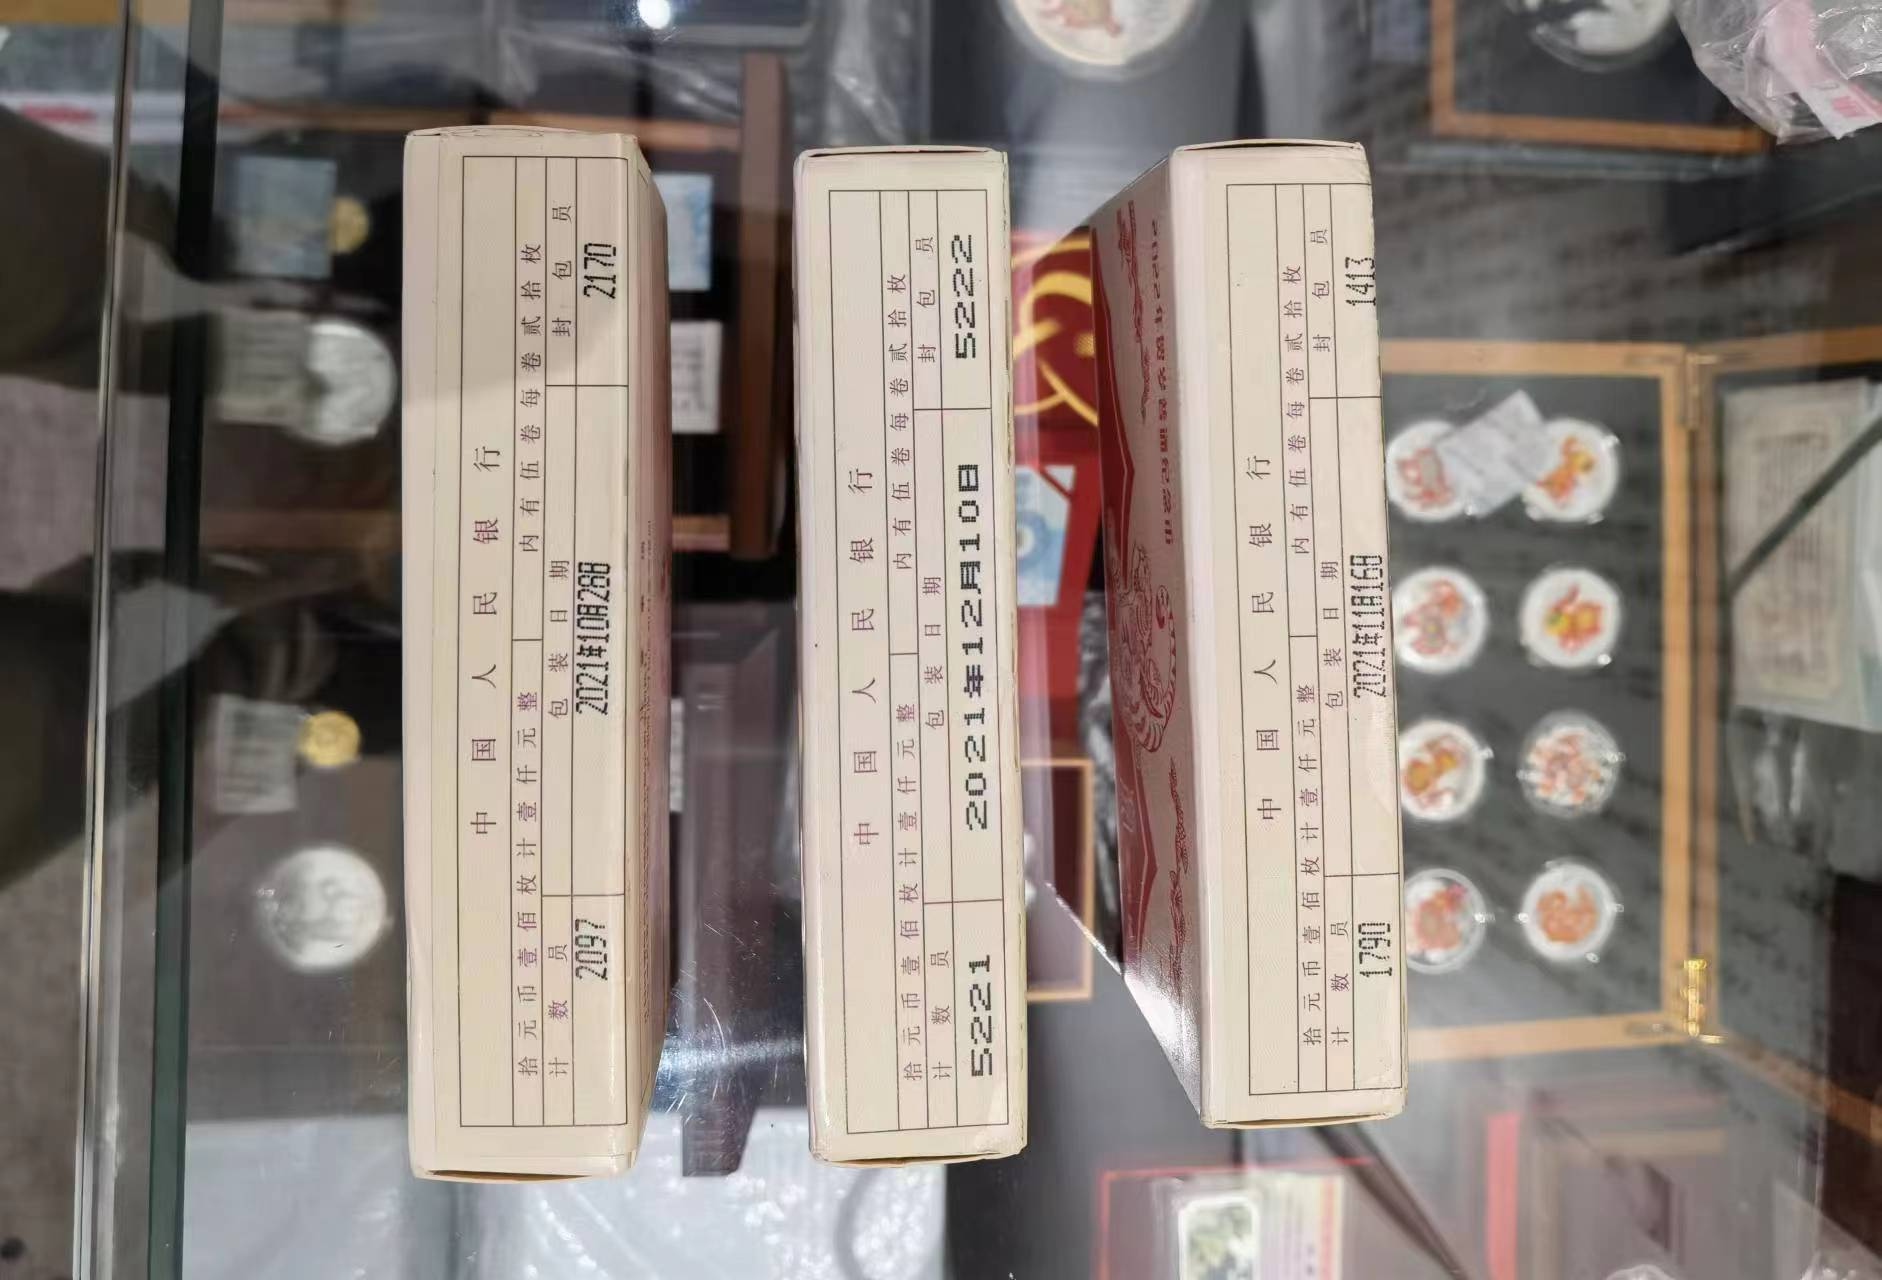 中国人民银行
拾元币壹佰枚计壹仟元整
内有伍卷每卷贰拾枚
计数员
包装日期
封包员
2097
2021年10月28日
2170
中国人民银行
拾元币壹佰枚计壹仟元整
内有伍卷每卷贰拾枚
计数员
包装日期
封包员
5221
2021年12月10日
5222
中国人民银行
拾元币壹佰枚计壹仟元整
内有伍卷每卷贰拾枚
计数员
包装日期
封包员
1790
2021年11月16日
1413